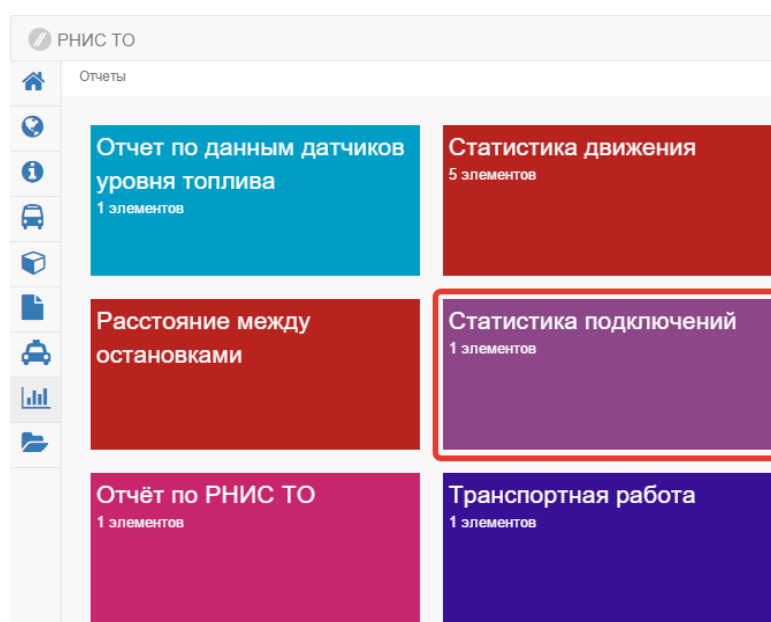 РНИС ТО
Отчеты
Отчет по данным датчиков
уровня топлива
1 элементов
Статистика движения
5 элементов
Расстояние между
остановками
Статистика подключений
1 элементов
Отчёт по РНИС ТО
1 элементов
Транспортная работа
1 элементов